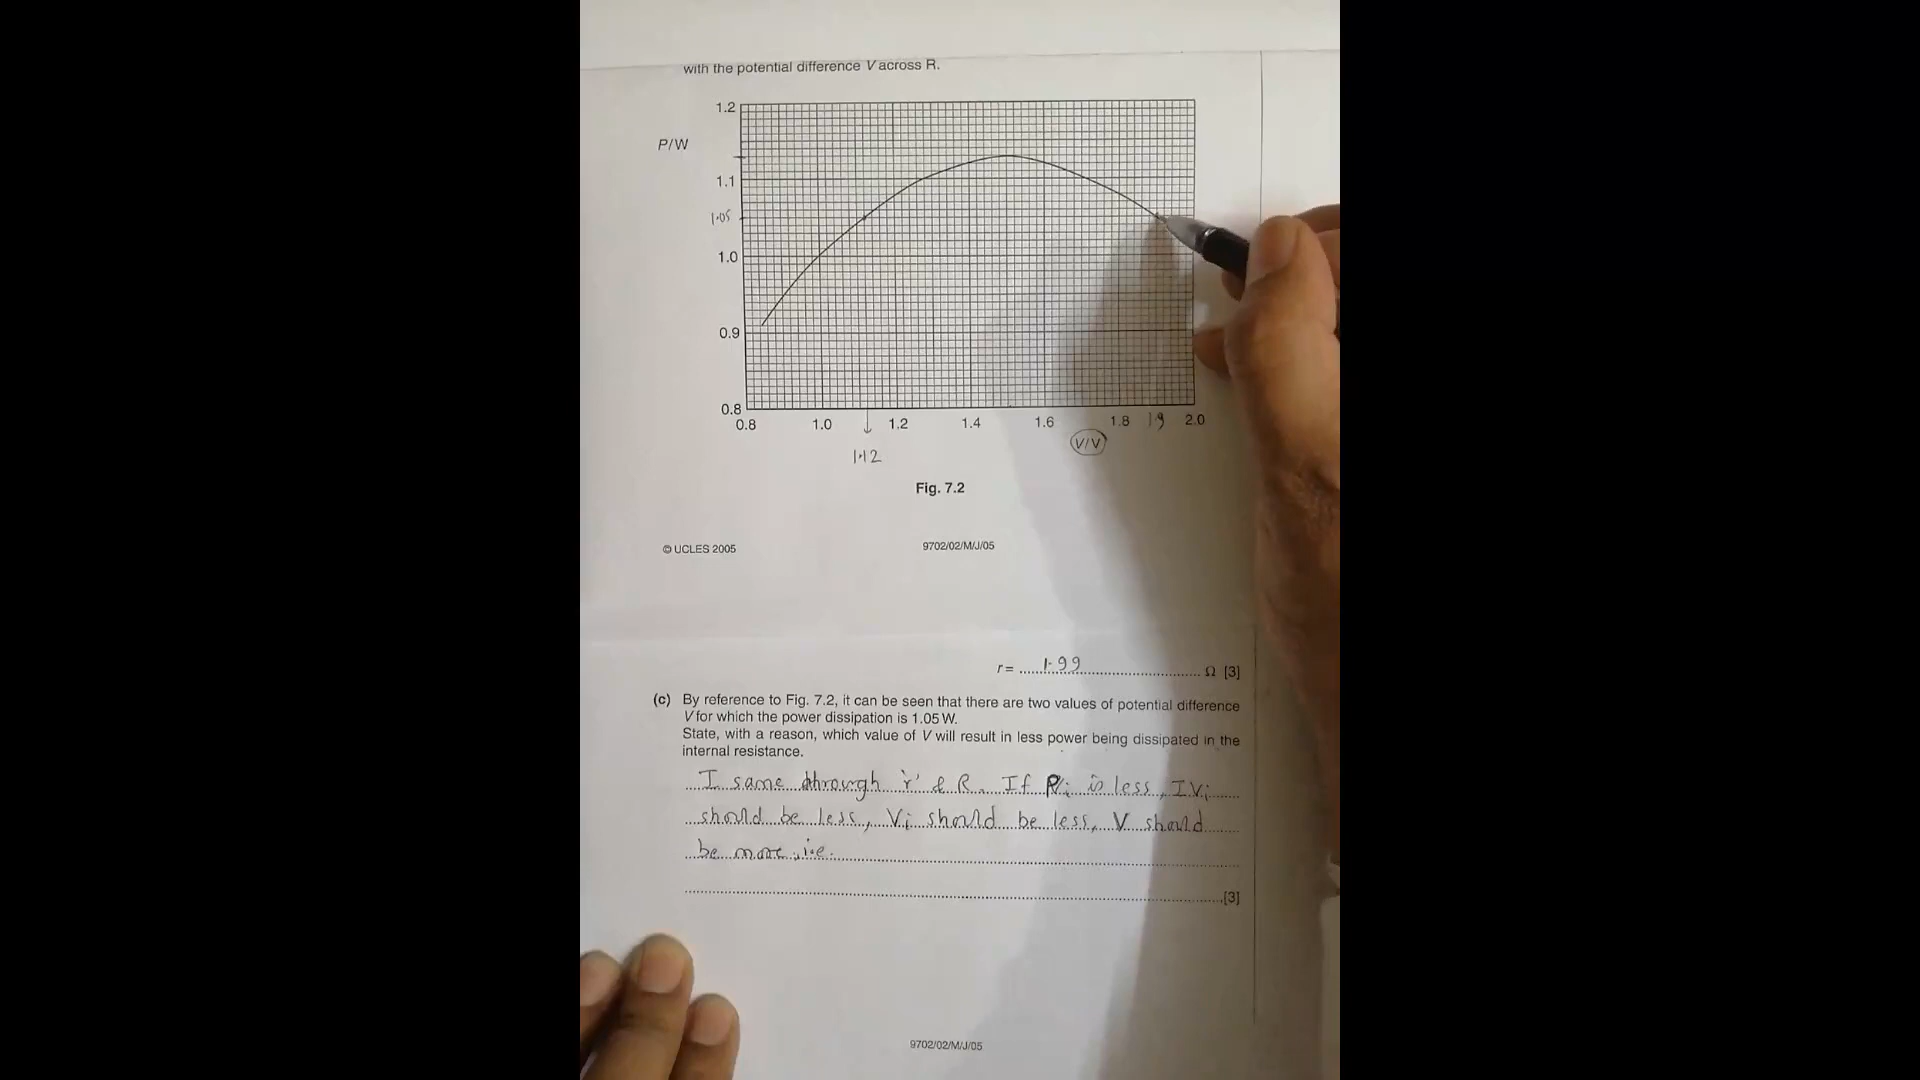 with the potential difference V across R.
1.2
P/W
1.1
1.05
1.0
0.9
0.8
0.8 1.0 1.2 1.4 1.6 1.8 1.9 2.0
V/V
1.12
Fig. 7.2
© UCLES 2005 9702/02/M/J/05
r = 1.99 Ω [3]
(c) By reference to Fig. 7.2, it can be seen that there are two values of potential difference
V for which the power dissipation is 1.05 W.
State, with a reason, which value of V will result in less power being dissipated in the
internal resistance.
I same through 'r' & R. If Pi is less, IVi
should be less, Vi should be less, V should
be more, i.e.
[3]
9702/02/M/J/05